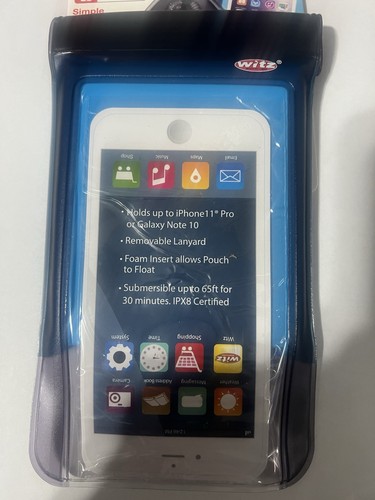 Simple
witz®
Shop
Music
Maps
Email
• Holds up to iPhone11® Pro
or Galaxy Note 10
• Removable Lanyard
• Foam Insert allows Pouch
to Float
• Submersible up to 65ft for
30 minutes. IPX8 Certified
System
Time
Shopping
Witz
witz
Camera
Address Book
Messaging
Weather